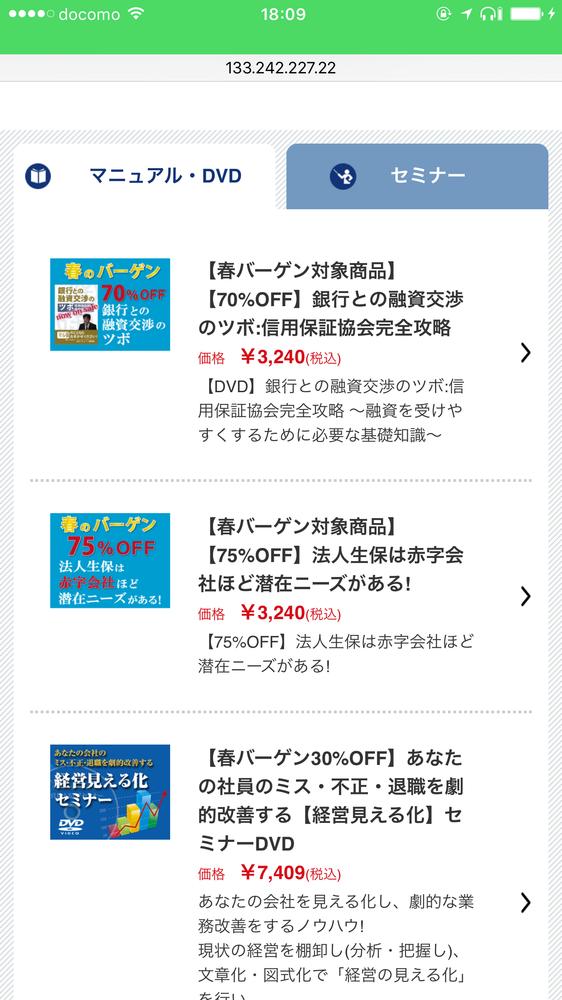 docomo 18:09
133.242.227.22
マニュアル・DVD
セミナー
春のバーゲン
70%OFF
銀行との
融資交渉の
ツボ
now on sale
銀行との
融資交渉の
ツボ
【春バーゲン対象商品】
【70%OFF】銀行との融資交渉
のツボ:信用保証協会完全攻略
価格 ¥3,240(税込)
【DVD】銀行との融資交渉のツボ:信
用保証協会完全攻略 〜融資を受けや
すくするために必要な基礎知識〜
春のバーゲン
75%OFF
法人生保は
赤字会社ほど
潜在ニーズがある!
【春バーゲン対象商品】
【75%OFF】法人生保は赤字会
社ほど潜在ニーズがある!
価格 ¥3,240(税込)
【75%OFF】法人生保は赤字会社ほど
潜在ニーズがある!
あなたの会社の
ミス・不正・退職を劇的改善する
経営見える化
セミナー
DVD
VIDEO
【春バーゲン30%OFF】あなた
の社員のミス・不正・退職を劇
的改善する【経営見える化】セ
ミナーDVD
価格 ¥7,409(税込)
あなたの会社を見える化し、劇的な業
務改善をするノウハウ!
現状の経営を棚卸し(分析・把握し)、
文章化・図式化で「経営の見える化」
を行い